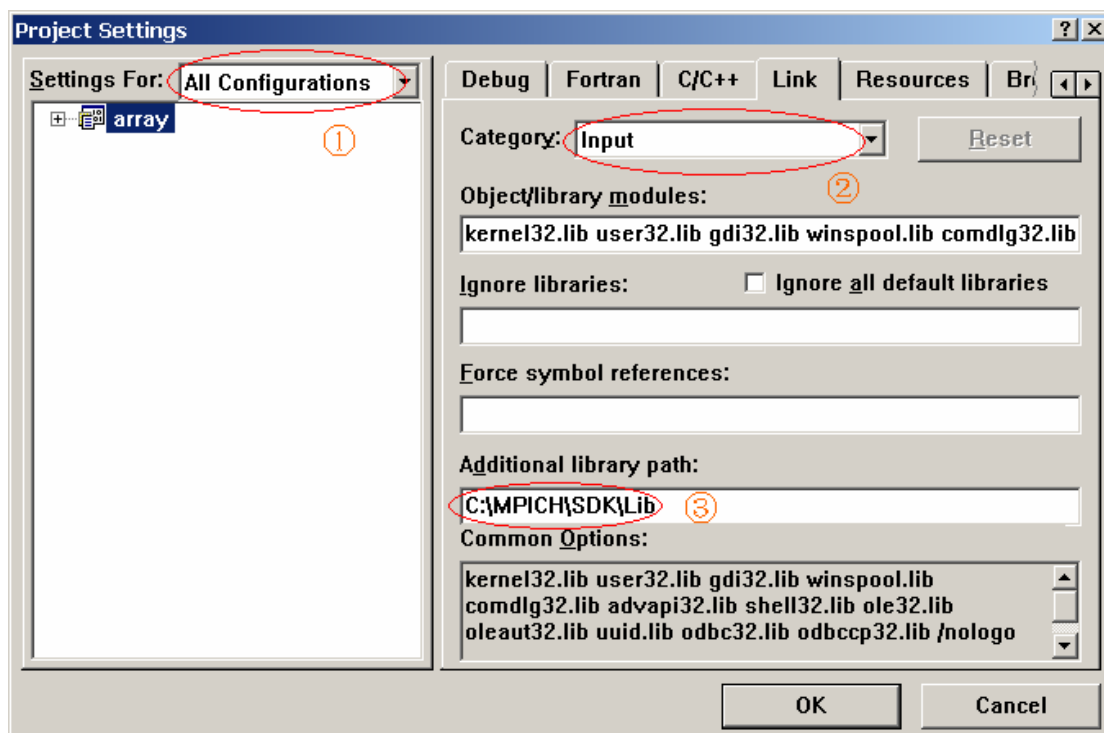 Project Settings
Settings For: All Configurations
array
①
Debug Fortran C/C++ Link Resources Br
Category: Input Reset
②
Object/library modules:
kernel32.lib user32.lib gdi32.lib winspool.lib comdlg32.lib
Ignore libraries: Ignore all default libraries
Force symbol references:
Additional library path:
C:\MPICH\SDK\Lib ③
Common Options:
kernel32.lib user32.lib gdi32.lib winspool.lib
comdlg32.lib advapi32.lib shell32.lib ole32.lib
oleaut32.lib uuid.lib odbc32.lib odbccp32.lib /nologo
OK Cancel